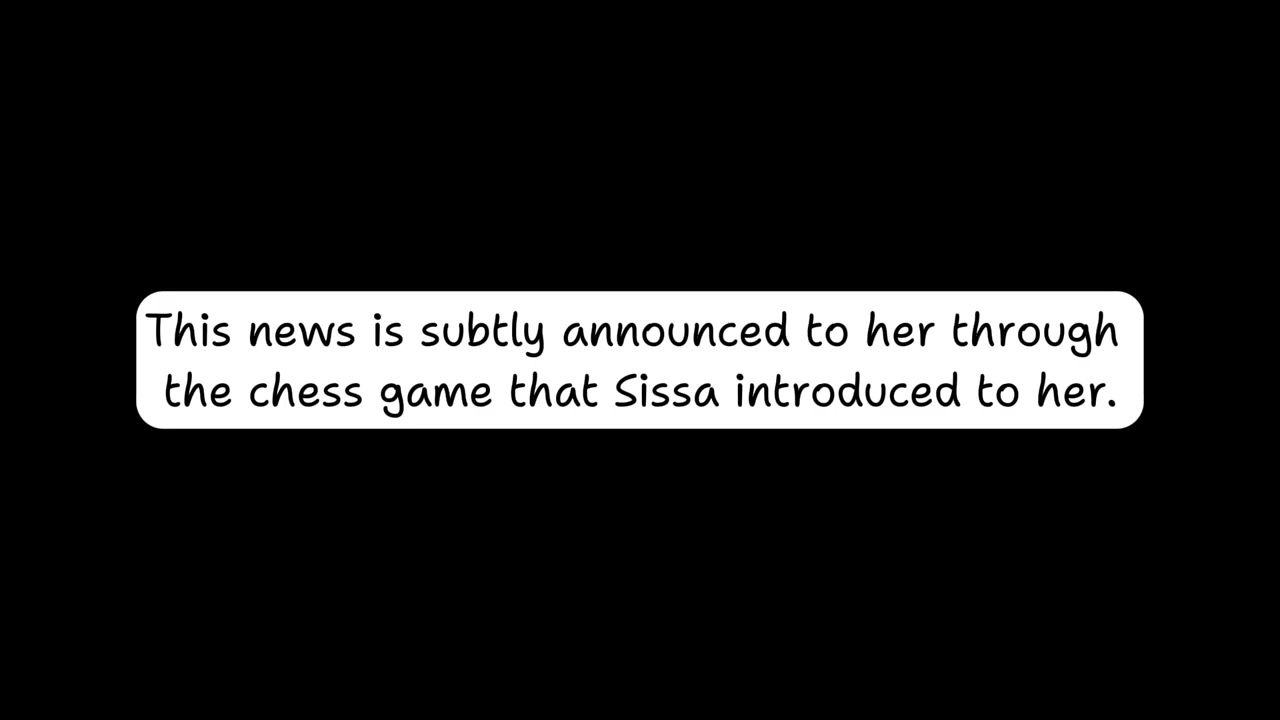 This news is subtly announced to her through
the chess game that Sissa introduced to her.